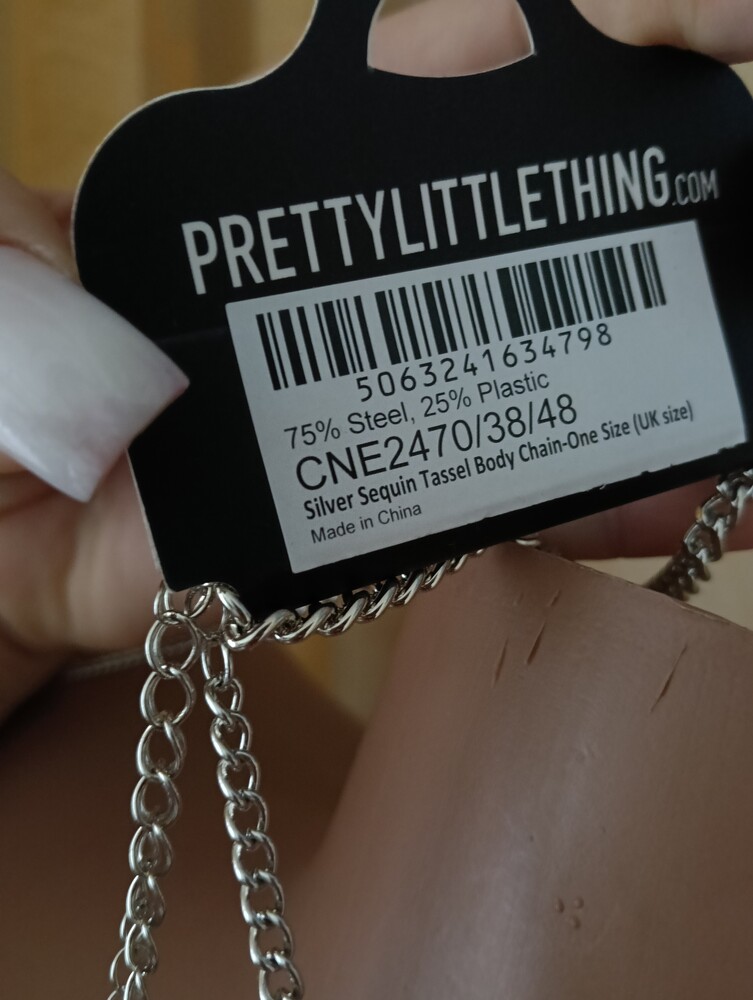 PRETTYLITTLETHING.COM
5063241634798
75% Steel, 25% Plastic
CNE2470/38/48
Silver Sequin Tassel Body Chain-One Size (UK size)
Made in China